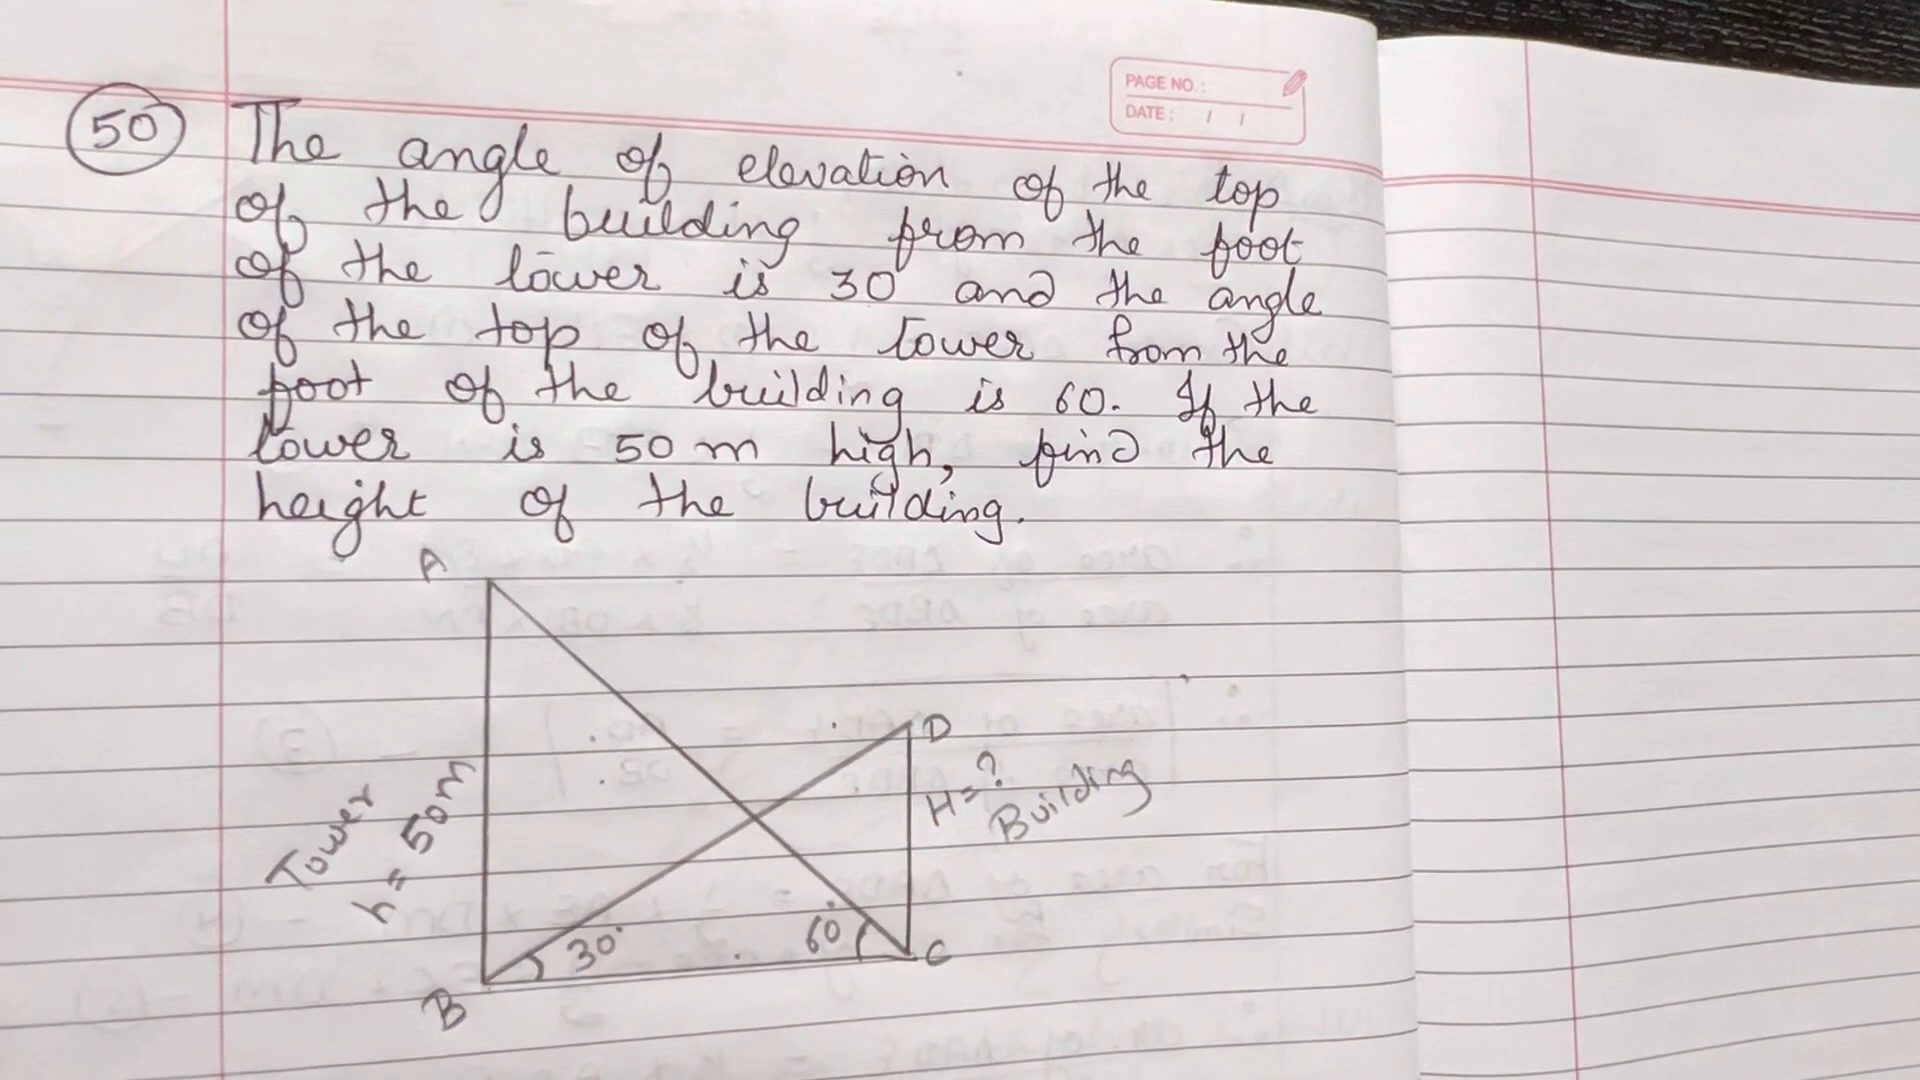 PAGE NO.:
DATE: / /
50 The angle of elevation of the top
of the building from the foot
of the tower is 30° and the angle
of the top of the tower from the
foot of the building is 60. If the
tower is 50 m high, find the
height of the building.
A
D
Tower
h = 50m
H = ?
Building
30°
60°
C
B